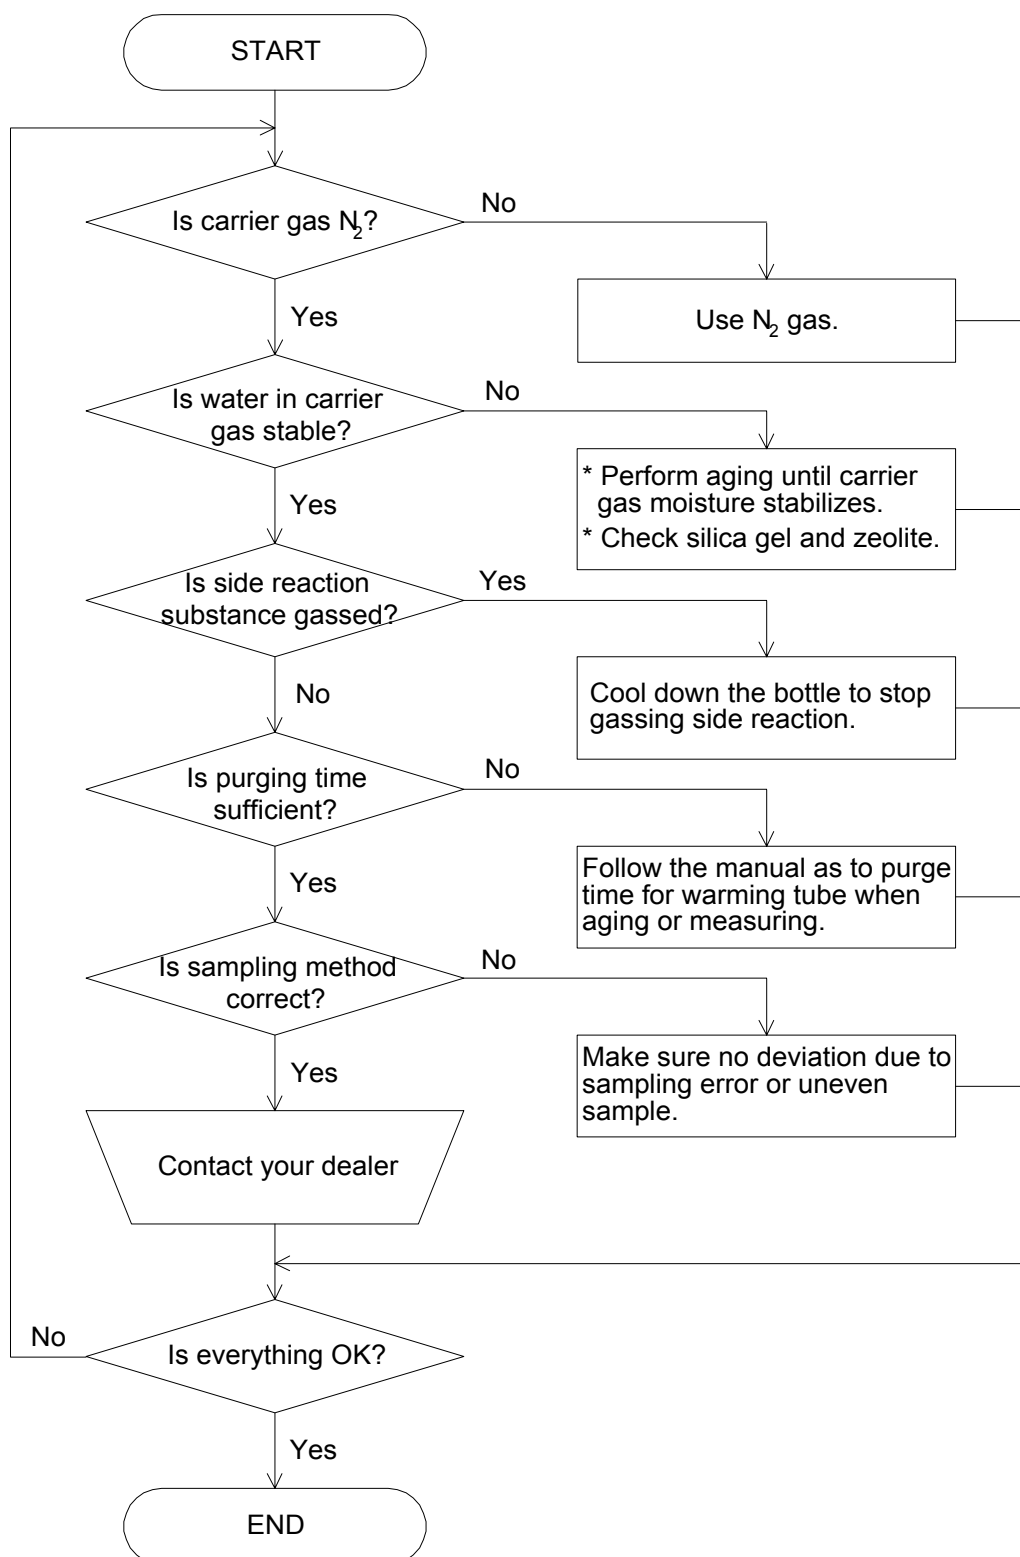 START
Is carrier gas N₂?
No
Use N₂ gas.
Yes
Is water in carrier
gas stable?
No
* Perform aging until carrier
gas moisture stabilizes.
* Check silica gel and zeolite.
Yes
Is side reaction
substance gassed?
Yes
Cool down the bottle to stop
gassing side reaction.
No
Is purging time
sufficient?
No
Follow the manual as to purge
time for warming tube when
aging or measuring.
Yes
Is sampling method
correct?
No
Make sure no deviation due to
sampling error or uneven
sample.
Yes
Contact your dealer
Is everything OK?
No
Yes
END